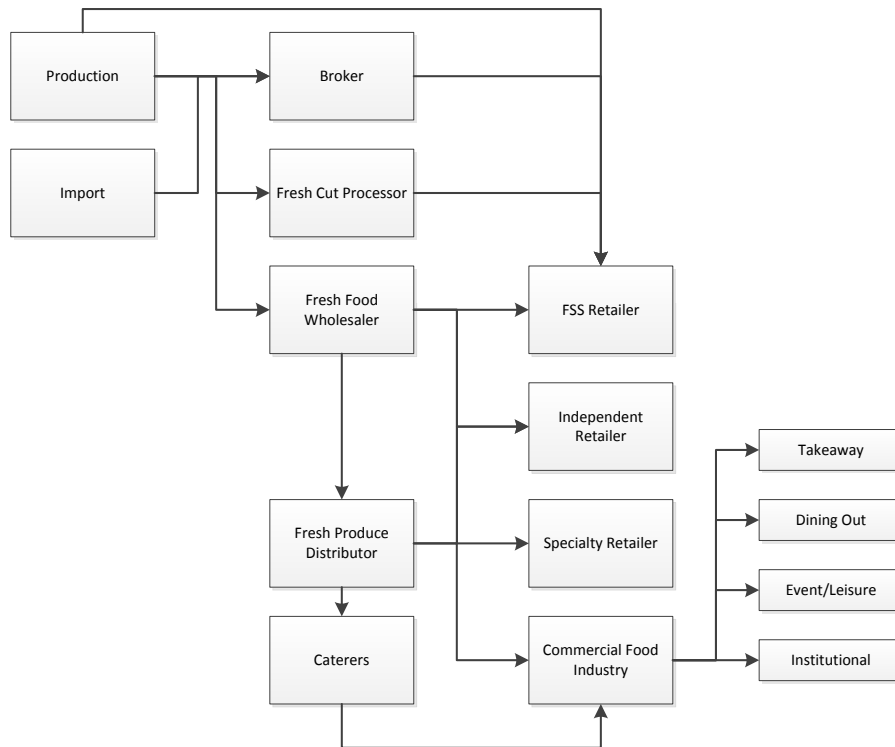 Production
Broker
Import
Fresh Cut Processor
Fresh Food
Wholesaler
FSS Retailer
Independent
Retailer
Takeaway
Fresh Produce
Distributor
Specialty Retailer
Dining Out
Event/Leisure
Caterers
Commercial Food
Industry
Institutional